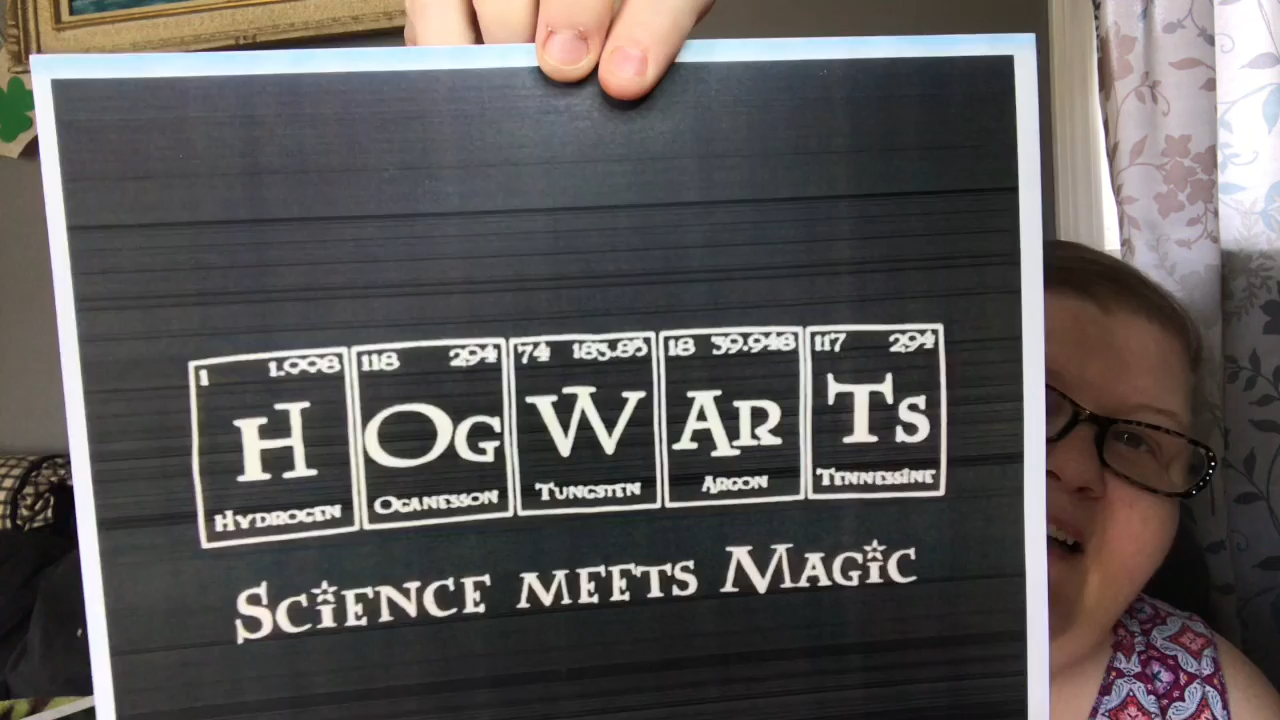 1 1.008 118 294 74 183.85 18 39.948 117 294
H OG W AR TS
HYDROGEN OGANESSON TUNGSTEN ARGON TENNESSINE
SCIENCE MEETS MAGIC